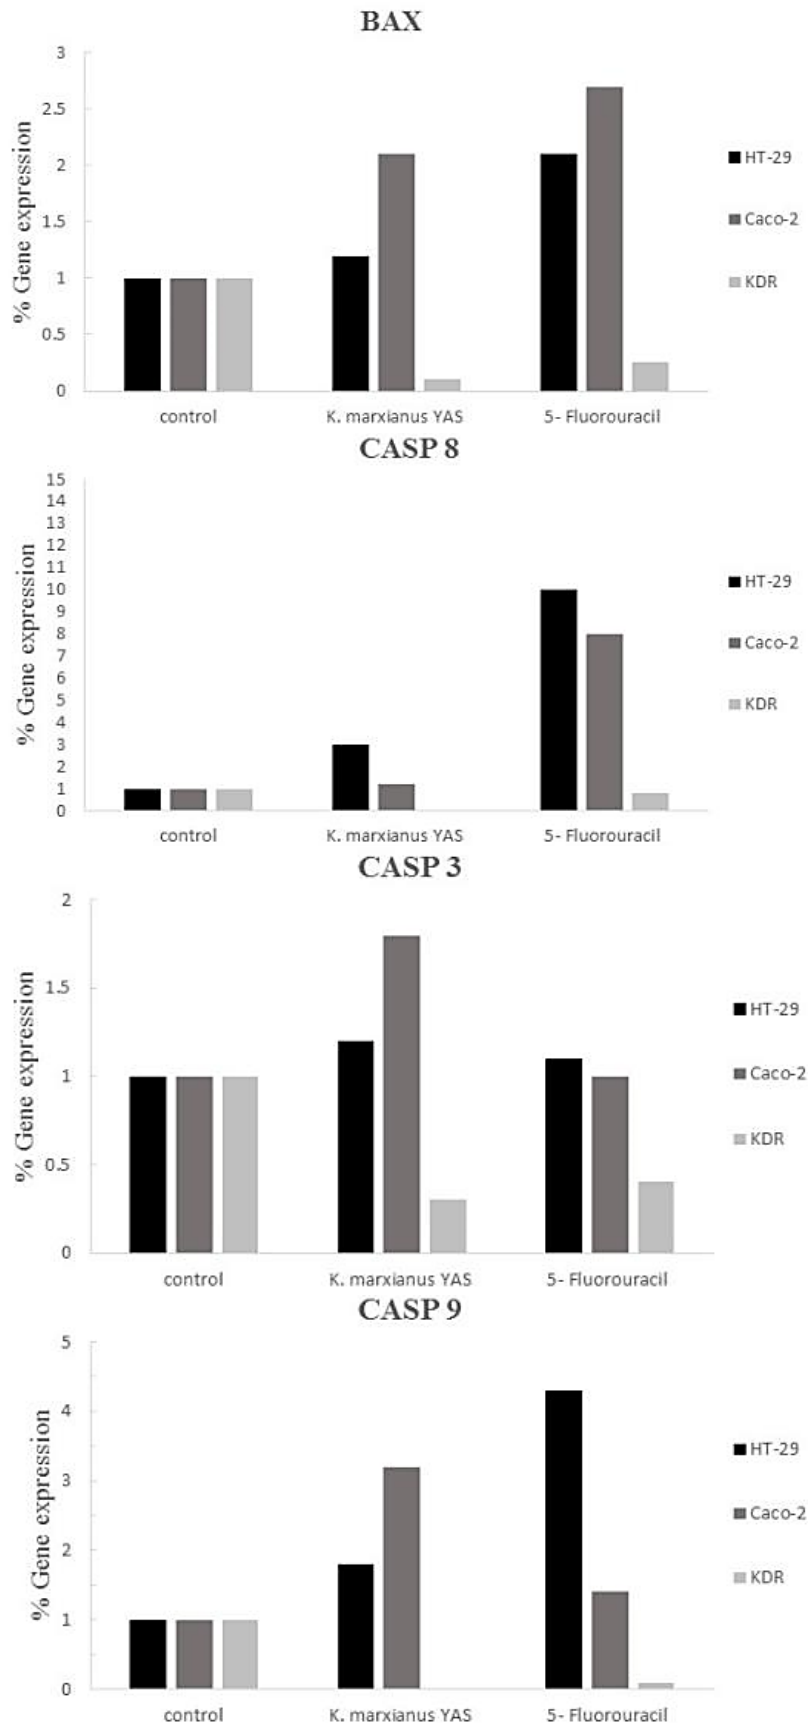 BAX
% Gene expression
3
2.5
2
1.5
1
0.5
0
control
K. marxianus YAS
5- Fluorouracil
HT-29
Caco-2
KDR
CASP 8
% Gene expression
15
14
13
12
11
10
9
8
7
6
5
4
3
2
1
0
control
K. marxianus YAS
5- Fluorouracil
HT-29
Caco-2
KDR
CASP 3
% Gene expression
2
1.5
1
0.5
0
control
K. marxianus YAS
5- Fluorouracil
HT-29
Caco-2
KDR
CASP 9
% Gene expression
5
4
3
2
1
0
control
K. marxianus YAS
5- Fluorouracil
HT-29
Caco-2
KDR